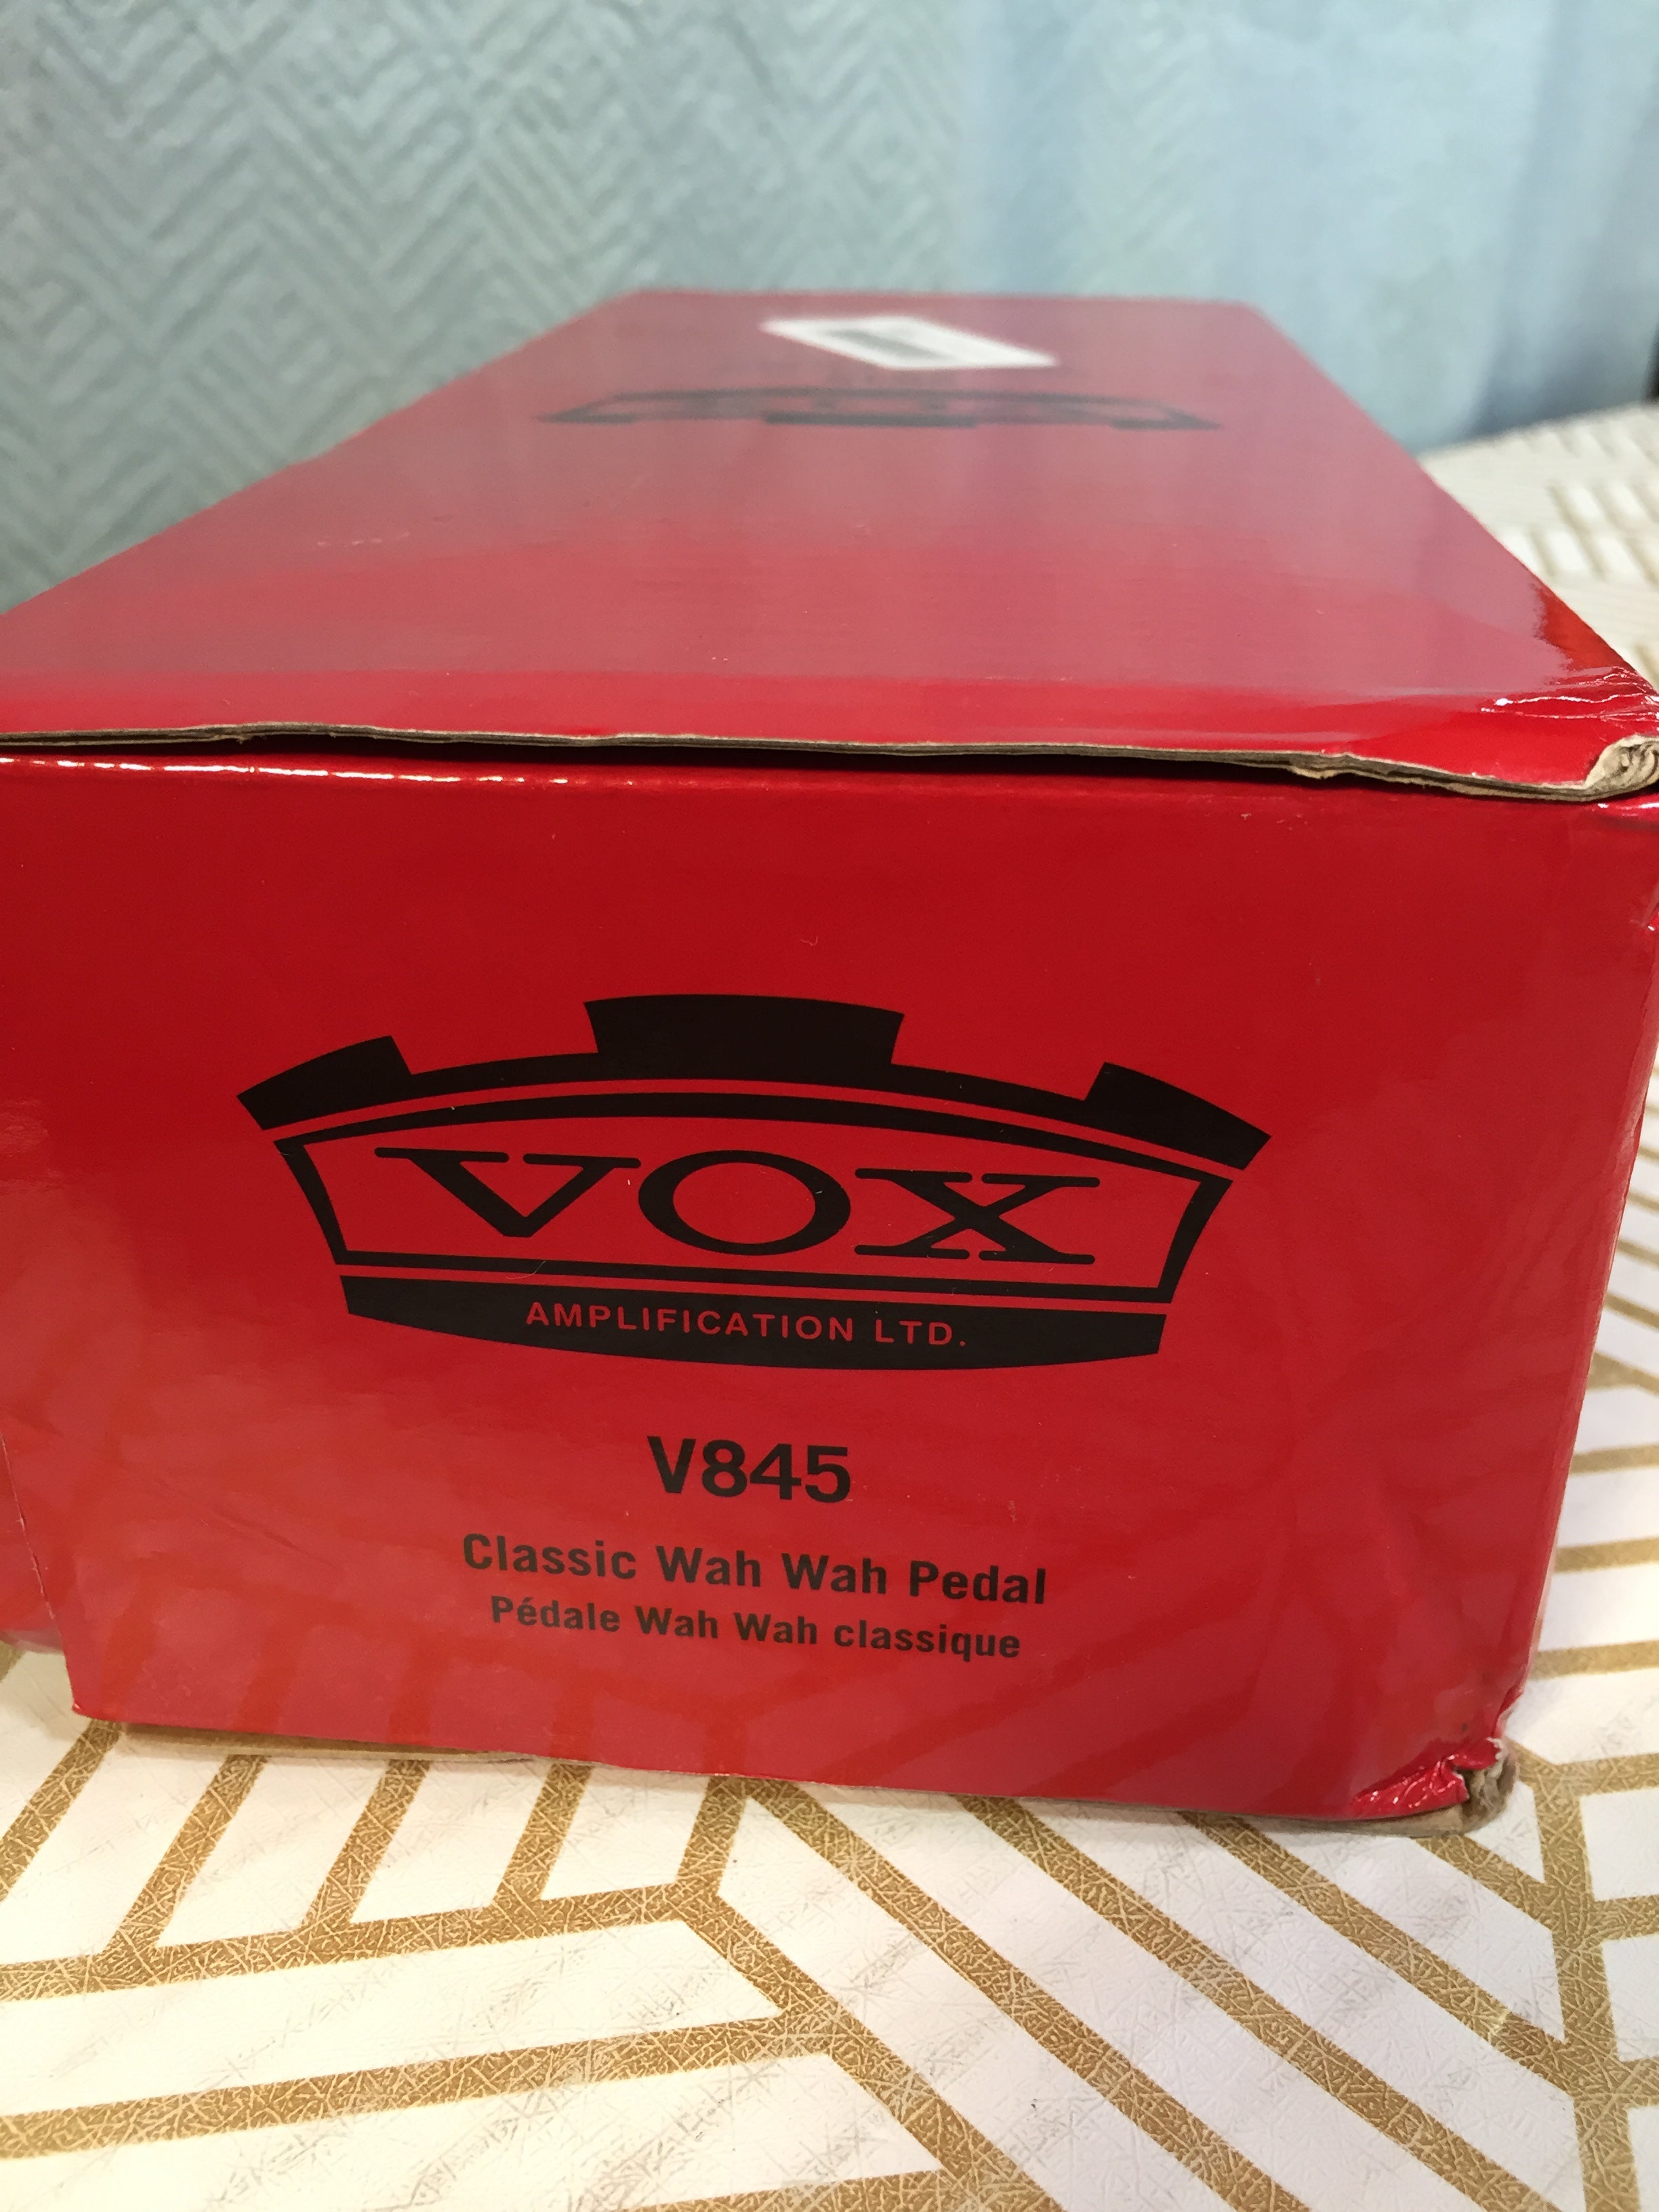 VOX
AMPLIFICATION LTD.
V845
Classic Wah Wah Pedal
Pédale Wah Wah classique